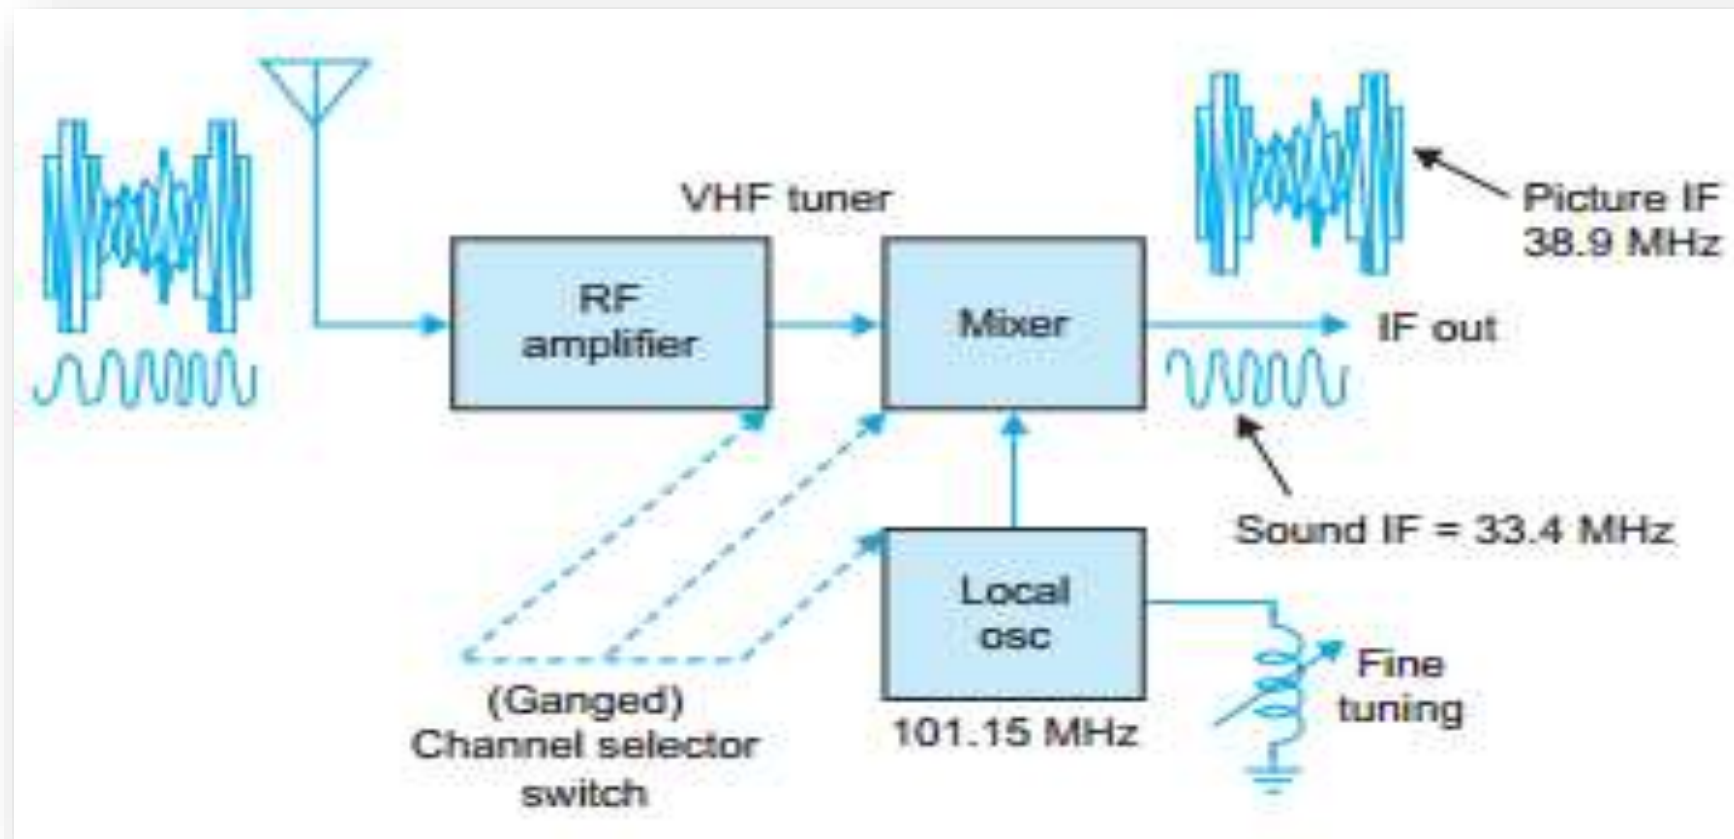 VHF tuner
RF
amplifier
Mixer
Picture IF
38.9 MHz
IF out
Sound IF = 33.4 MHz
Local
osc
101.15 MHz
Fine
tuning
(Ganged)
Channel selector
switch